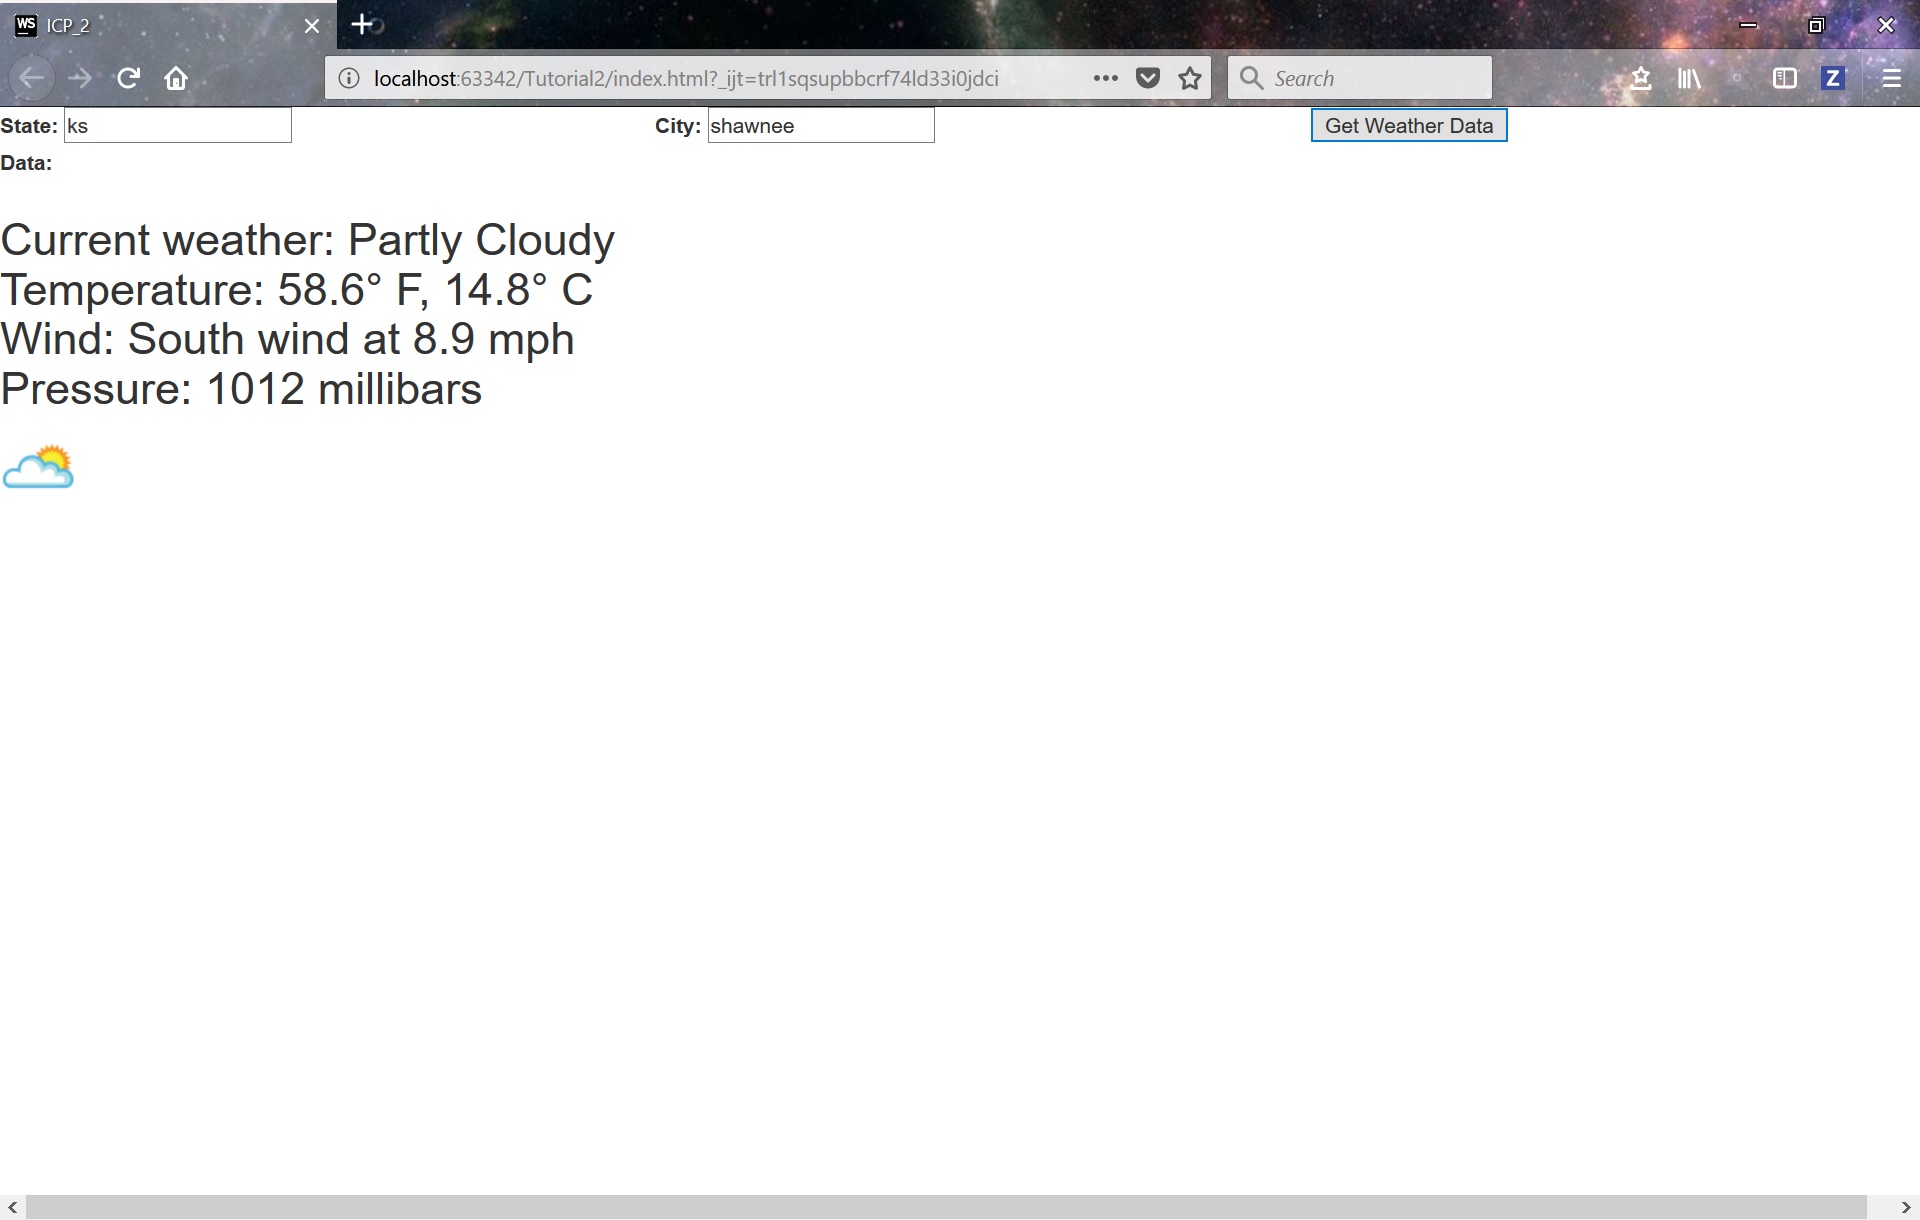 WS ICP_2
localhost:63342/Tutorial2/index.html?_ijt=trl1sqsupbbcrf74ld33i0jdci Search Z
State: ks City: shawnee Get Weather Data
Data:
Current weather: Partly Cloudy
Temperature: 58.6° F, 14.8° C
Wind: South wind at 8.9 mph
Pressure: 1012 millibars